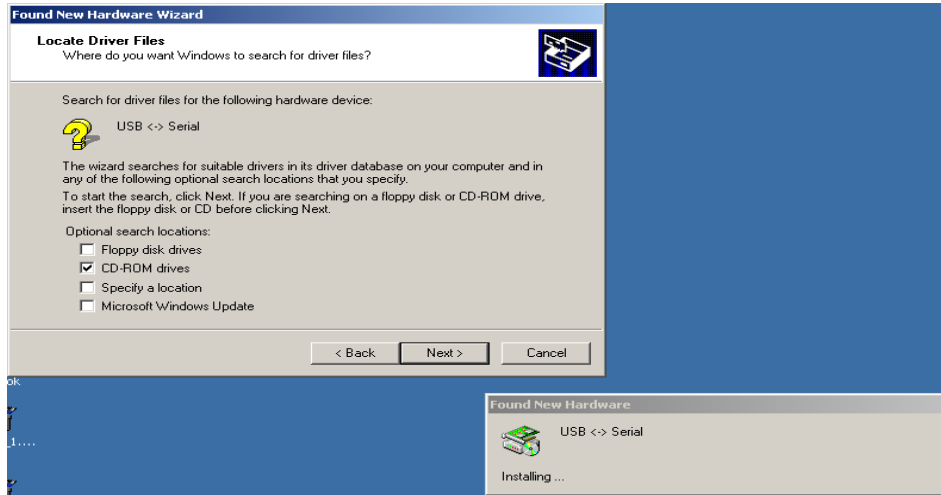 Found New Hardware Wizard
Locate Driver Files
Where do you want Windows to search for driver files?
Search for driver files for the following hardware device:
USB <-> Serial
The wizard searches for suitable drivers in its driver database on your computer and in
any of the following optional search locations that you specify.
To start the search, click Next. If you are searching on a floppy disk or CD-ROM drive,
insert the floppy disk or CD before clicking Next.
Optional search locations:
Floppy disk drives
CD-ROM drives
Specify a location
Microsoft Windows Update
< Back Next > Cancel
ok
_1....
Found New Hardware
USB <-> Serial
Installing ...